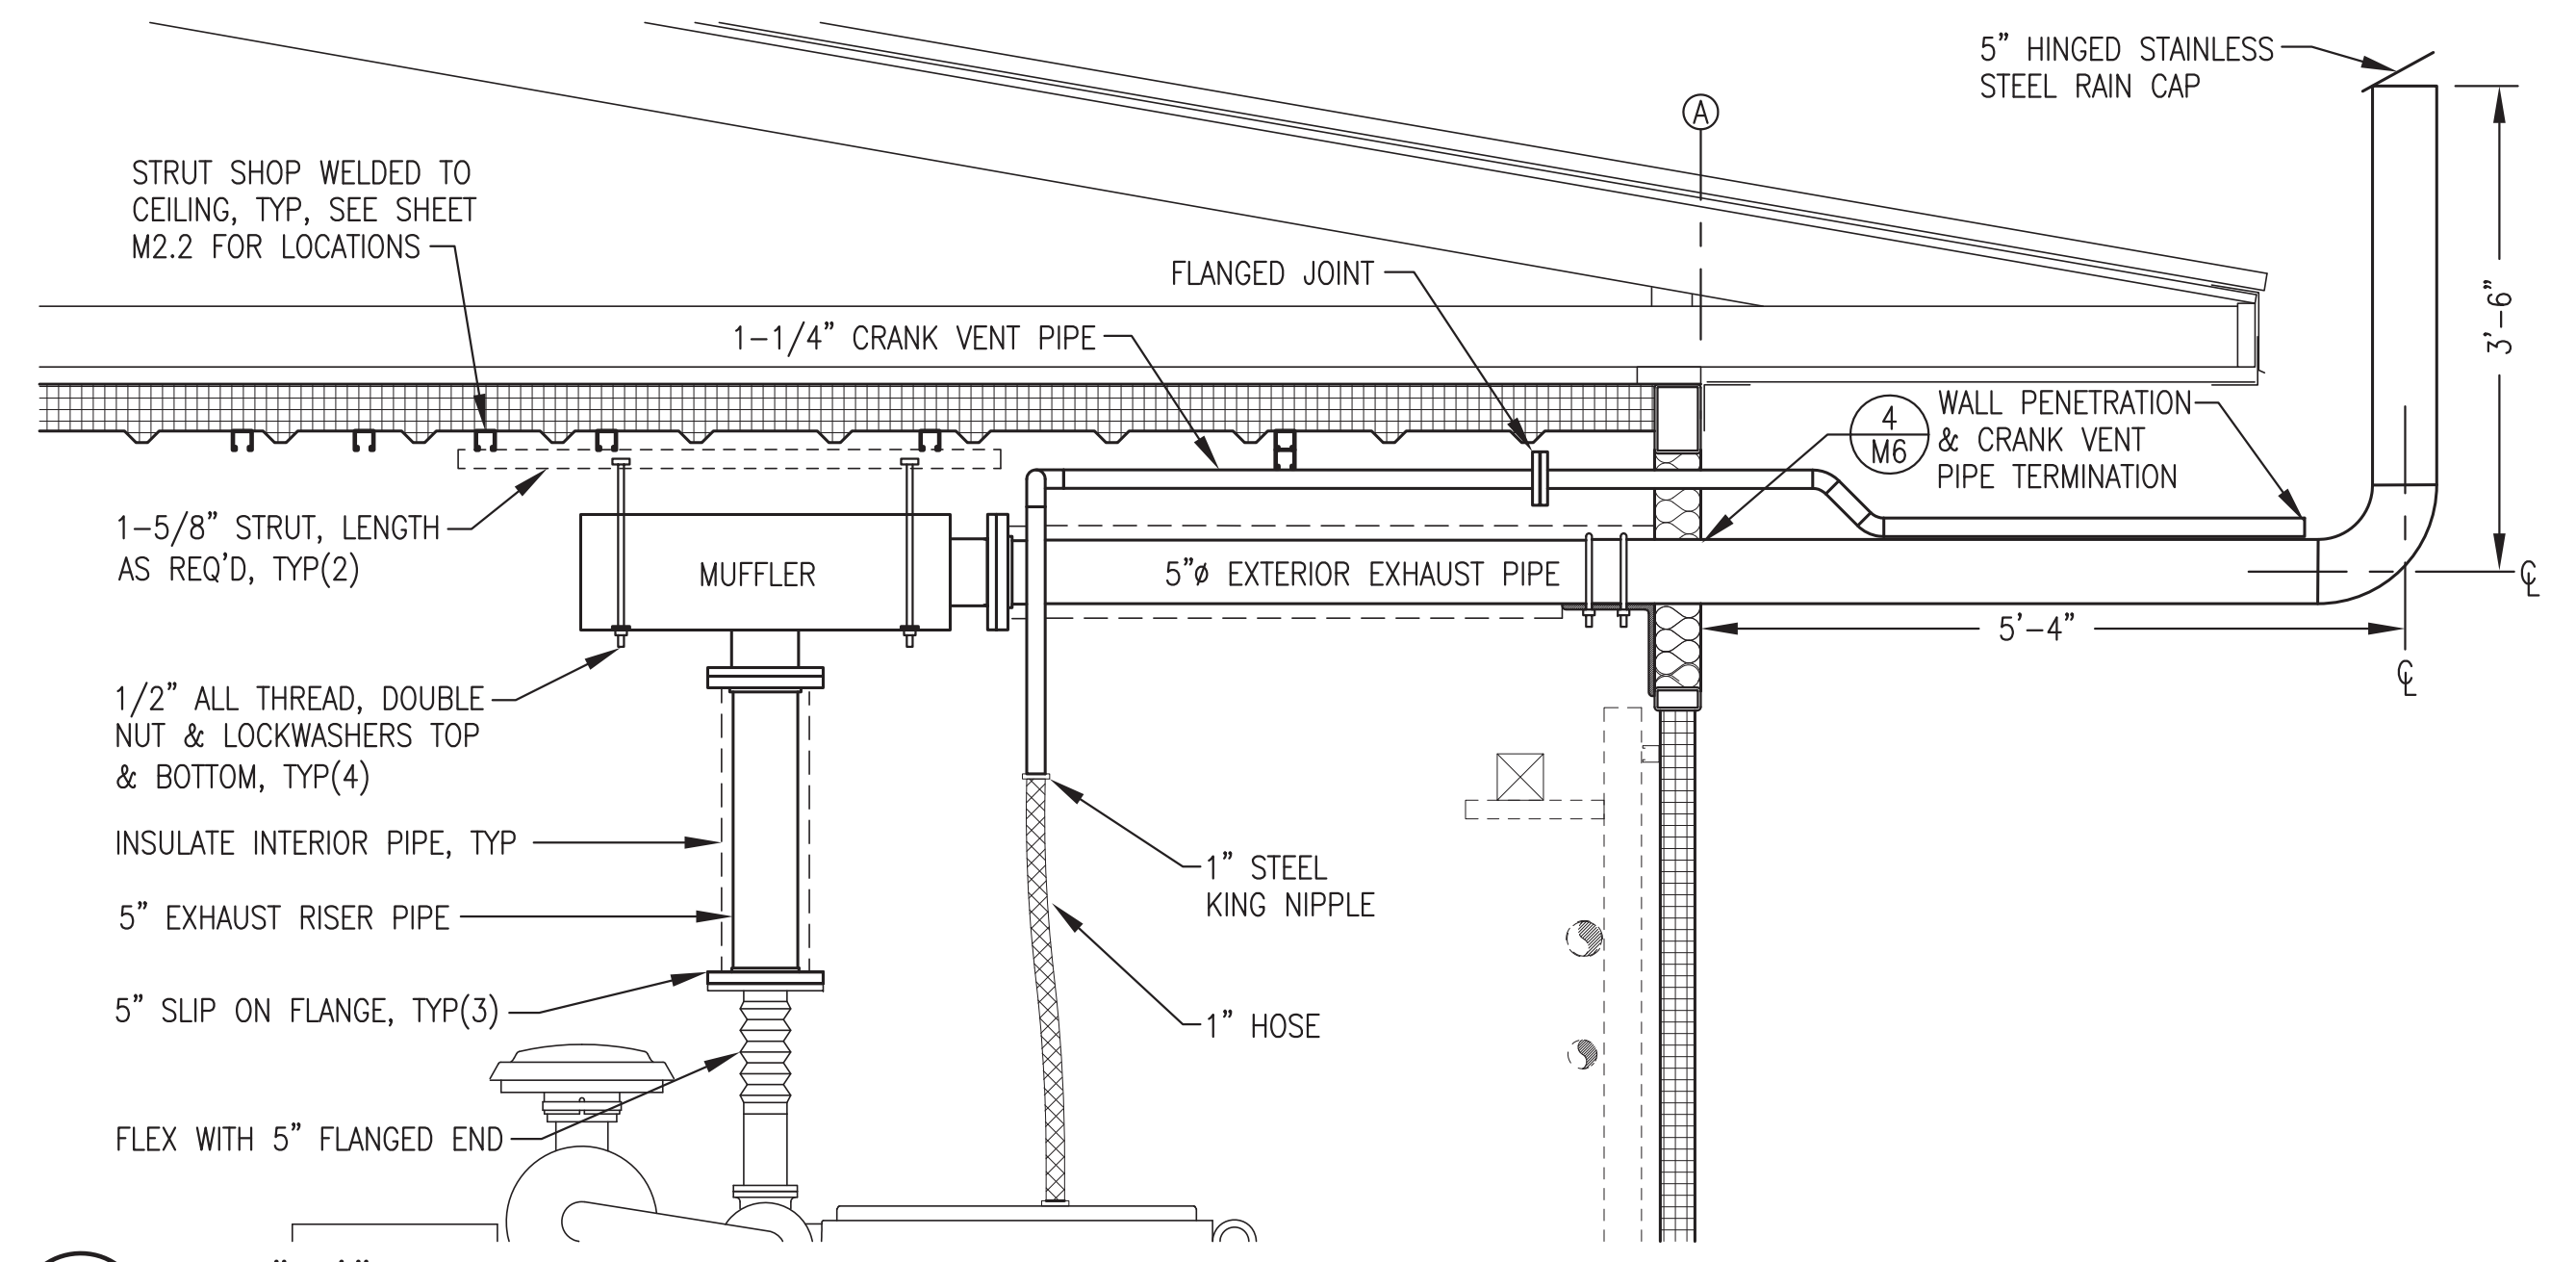 5” HINGED STAINLESS
STEEL RAIN CAP
A
STRUT SHOP WELDED TO
CEILING, TYP, SEE SHEET
M2.2 FOR LOCATIONS
FLANGED JOINT
1-1/4” CRANK VENT PIPE
3’-6”
4
M6
WALL PENETRATION
& CRANK VENT
PIPE TERMINATION
1-5/8” STRUT, LENGTH
AS REQ’D, TYP(2)
MUFFLER
5”ø EXTERIOR EXHAUST PIPE
℄
5’-4”
℄
1/2” ALL THREAD, DOUBLE
NUT & LOCKWASHERS TOP
& BOTTOM, TYP(4)
INSULATE INTERIOR PIPE, TYP
1” STEEL
KING NIPPLE
5” EXHAUST RISER PIPE
5” SLIP ON FLANGE, TYP(3)
1” HOSE
FLEX WITH 5” FLANGED END